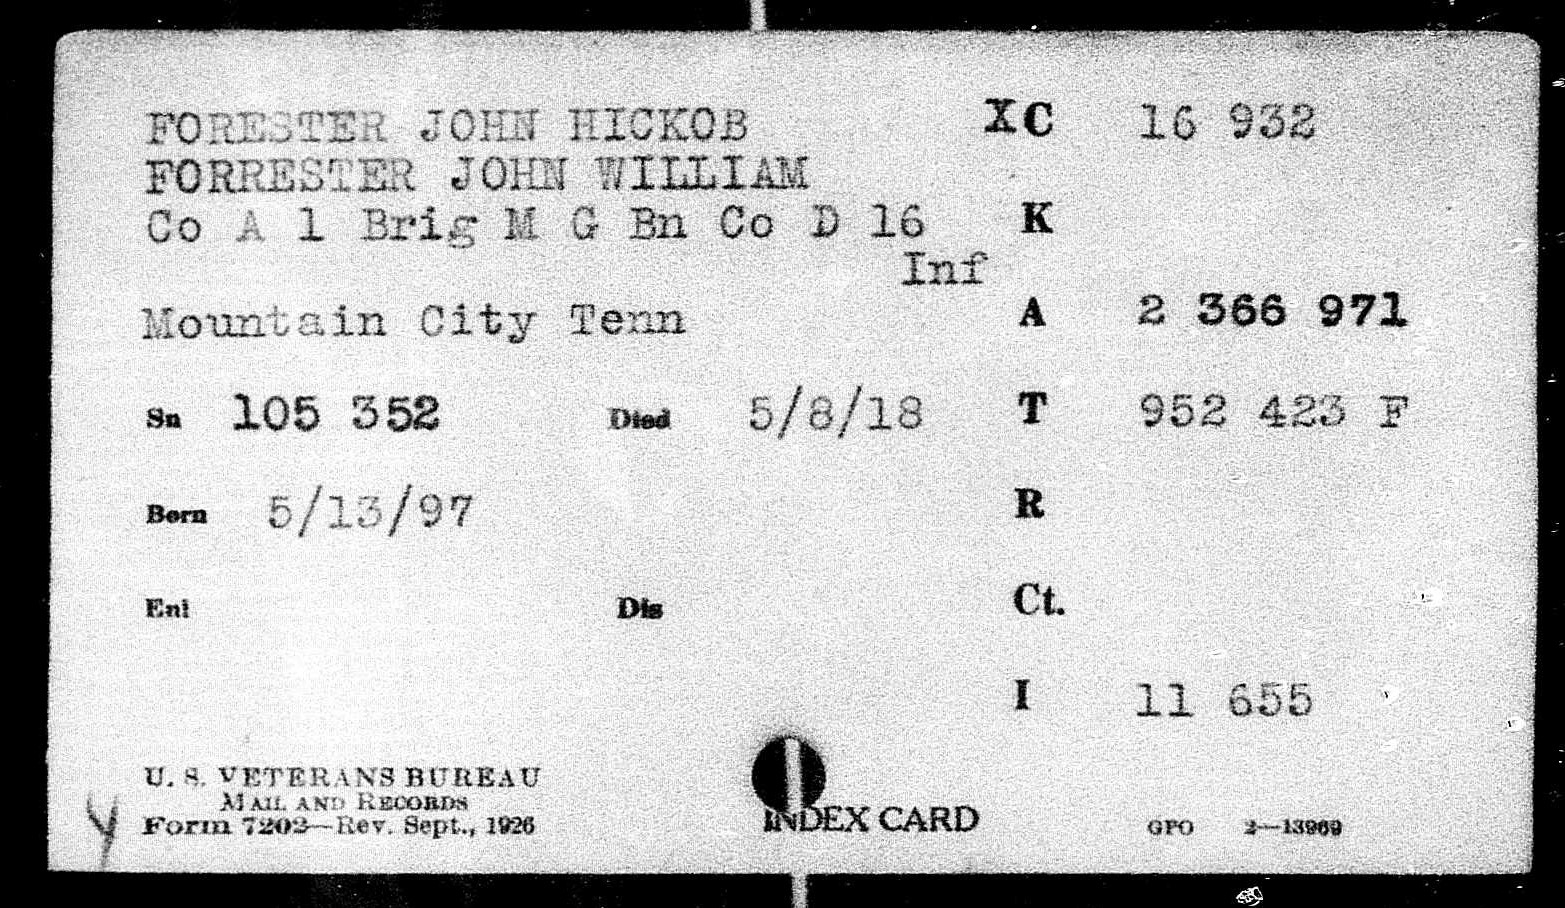 FORESTER JOHN HICKOB XC 16 932
FORRESTER JOHN WILLIAM
Co A 1 Brig M G Bn Co D 16 K
Inf
Mountain City Tenn A 2 366 971
Sn 105 352 Died 5/8/18 T 952 423 F
Born 5/13/97 R
Enl Dis Ct.
I 11 655
U. S. VETERANS BUREAU
MAIL AND RECORDS
Form 7202—Rev. Sept., 1926
INDEX CARD
GPO 2—13969